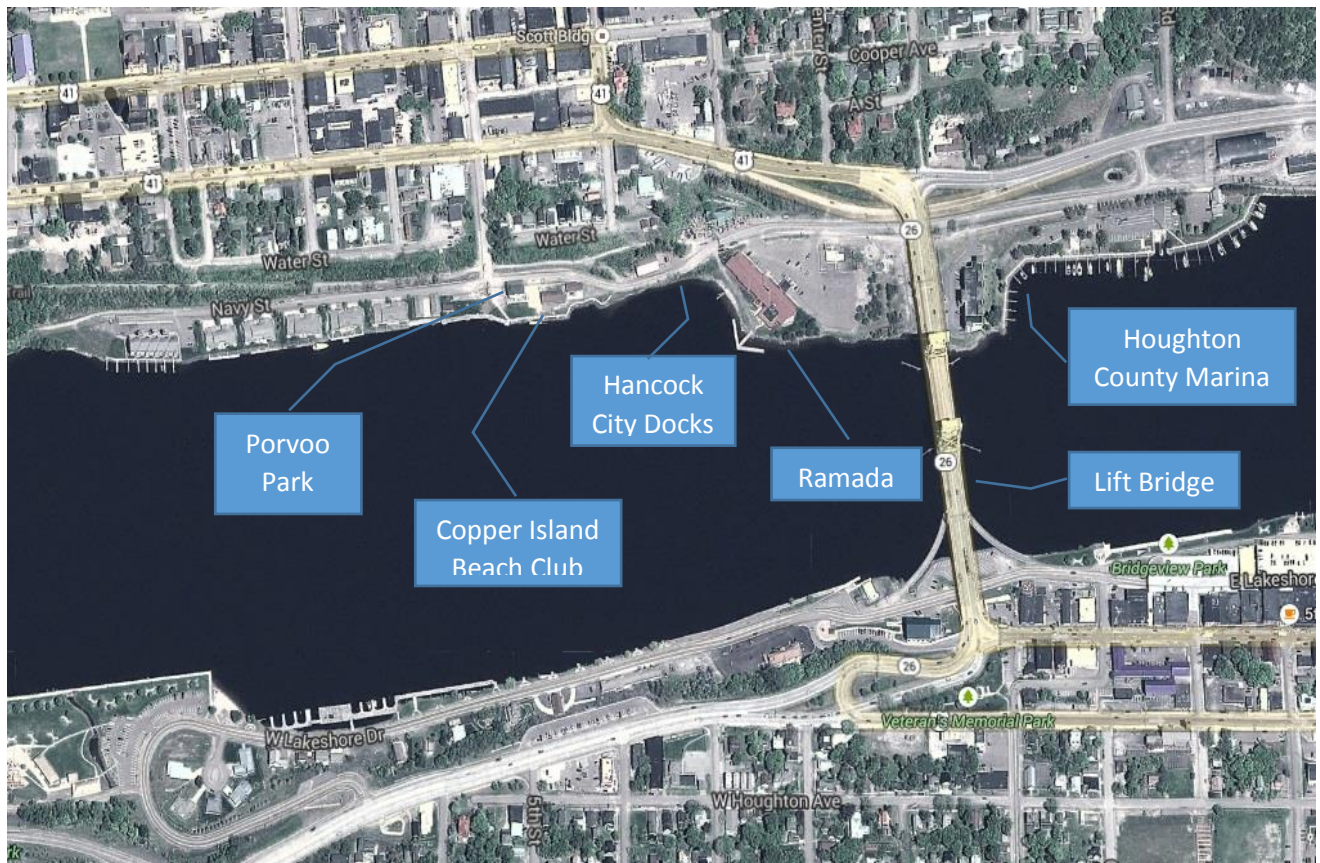 Scott Bldg
Center St
Cooper Ave
41
41
A St
41
41
26
Water St
Water St
Navy St
Houghton
County Marina
Hancock
City Docks
Porvoo
Park
Ramada
26
Lift Bridge
Copper Island
Beach Club
Bridgeview Park
E Lakeshore
26
Veteran's Memorial Park
W Lakeshore Dr
5th St
W Houghton Ave